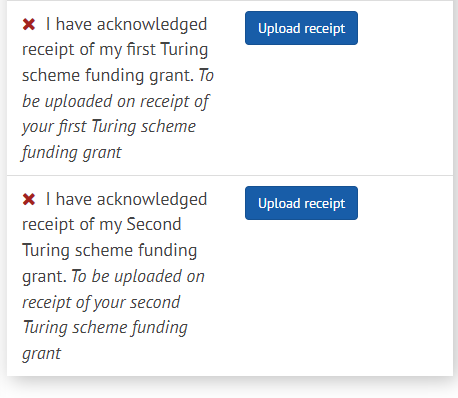 I have acknowledged
receipt of my first Turing
scheme funding grant. To
be uploaded on receipt of
your first Turing scheme
funding grant
Upload receipt
I have acknowledged
receipt of my Second
Turing scheme funding
grant. To be uploaded on
receipt of your second
Turing scheme funding
grant
Upload receipt